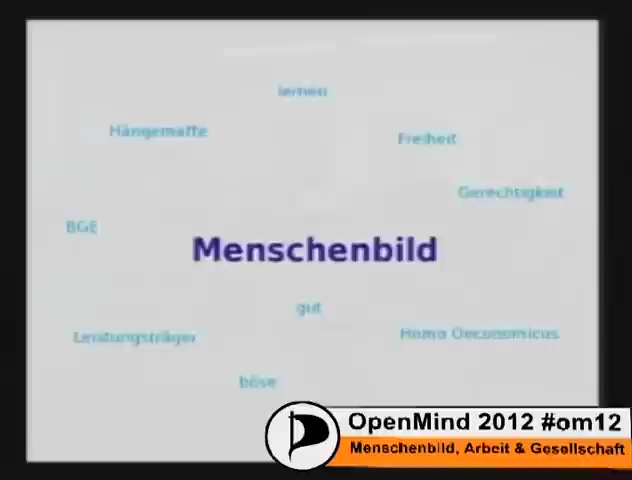 lernen
Hängematte
Freiheit
Gerechtigkeit
BGE
Menschenbild
gut
Leistungsträger
Homo Oeconomicus
böse
OpenMind 2012 #om12
Menschenbild, Arbeit & Gesellschaft